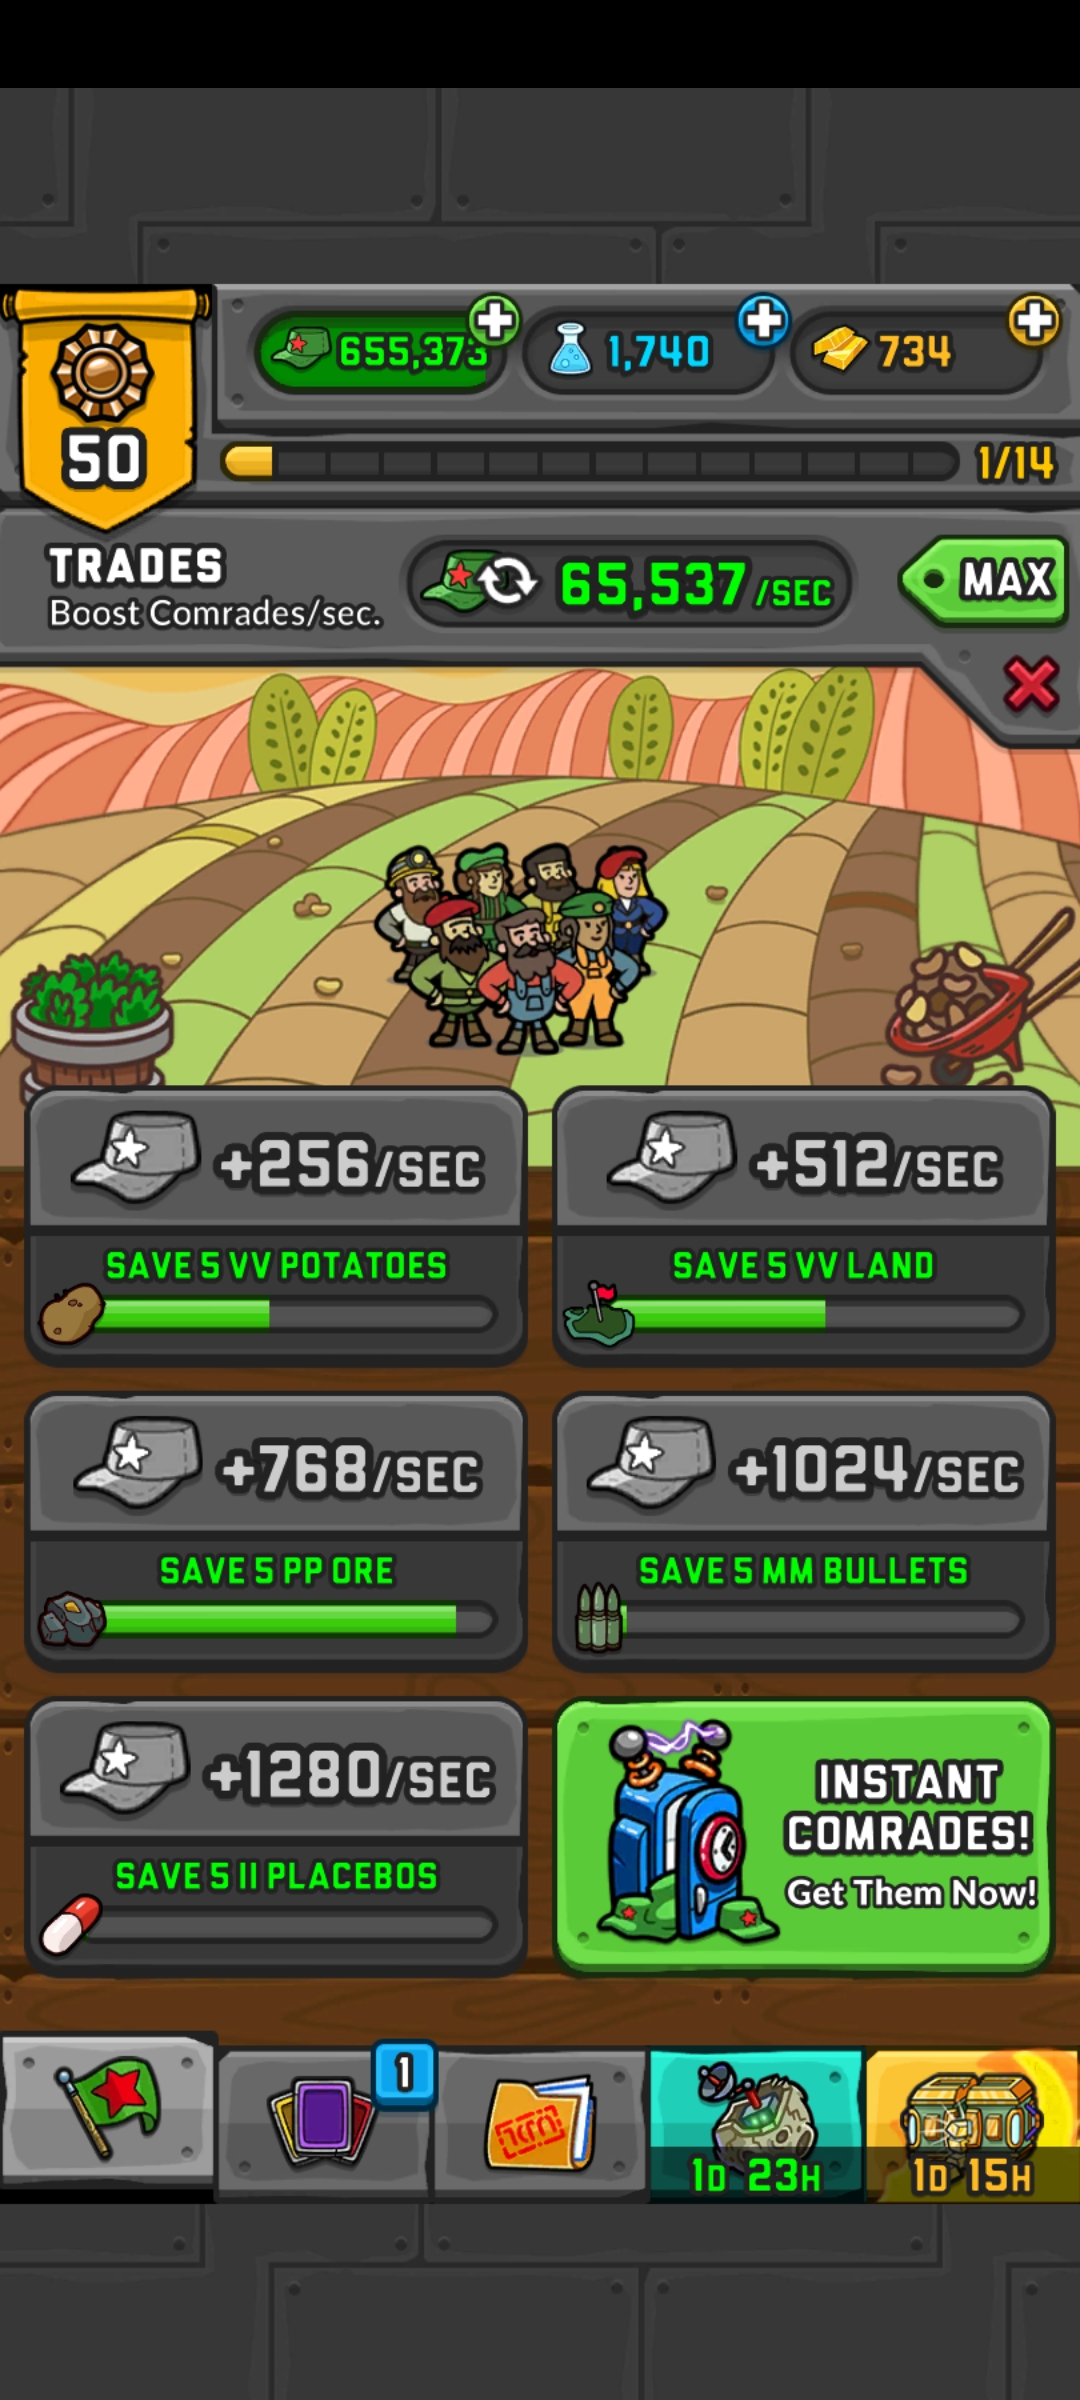 655,373
1,740
734
50
1/14
TRADES
Boost Comrades/sec.
65,537/SEC
MAX
+256/SEC
SAVE 5 VV POTATOES
+512/SEC
SAVE 5 VV LAND
+768/SEC
SAVE 5 PP ORE
+1024/SEC
SAVE 5 MM BULLETS
+1280/SEC
SAVE 5 II PLACEBOS
INSTANT
COMRADES!
Get Them Now!
1
1D 23H
1D 15H